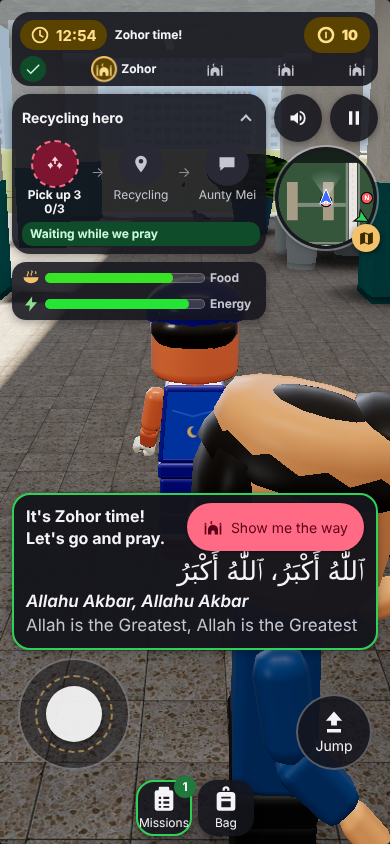 12:54
Zohor time!
10
Zohor
Recycling hero
Pick up 3
0/3
Recycling
Aunty Mei
Waiting while we pray
N
Food
Energy
It's Zohor time!
Let's go and pray.
Show me the way
ٱللَّٰهُ أَكْبَرُ، ٱللَّٰهُ أَكْبَرُ
Allahu Akbar, Allahu Akbar
Allah is the Greatest, Allah is the Greatest
Jump
1
Missions
Bag